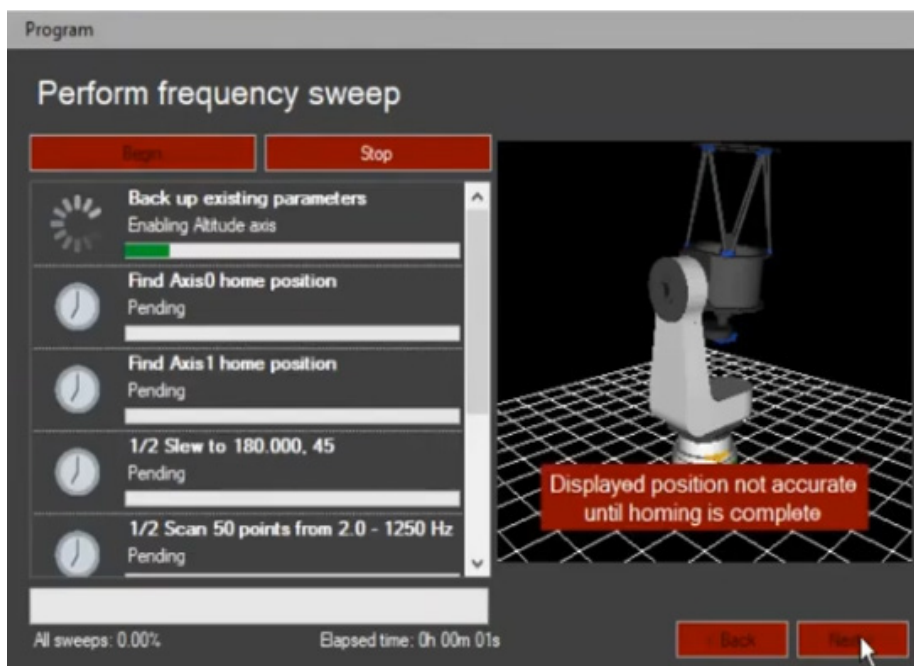 Program
Perform frequency sweep
Begin
Stop
Back up existing parameters
Enabling Altitude axis
Find Axis0 home position
Pending
Find Axis1 home position
Pending
1/2 Slew to 180.000, 45
Pending
1/2 Scan 50 points from 2.0 - 1250 Hz
Pending
Displayed position not accurate
until homing is complete
All sweeps: 0.00%
Elapsed time: 0h 00m 01s
< Back
Next >